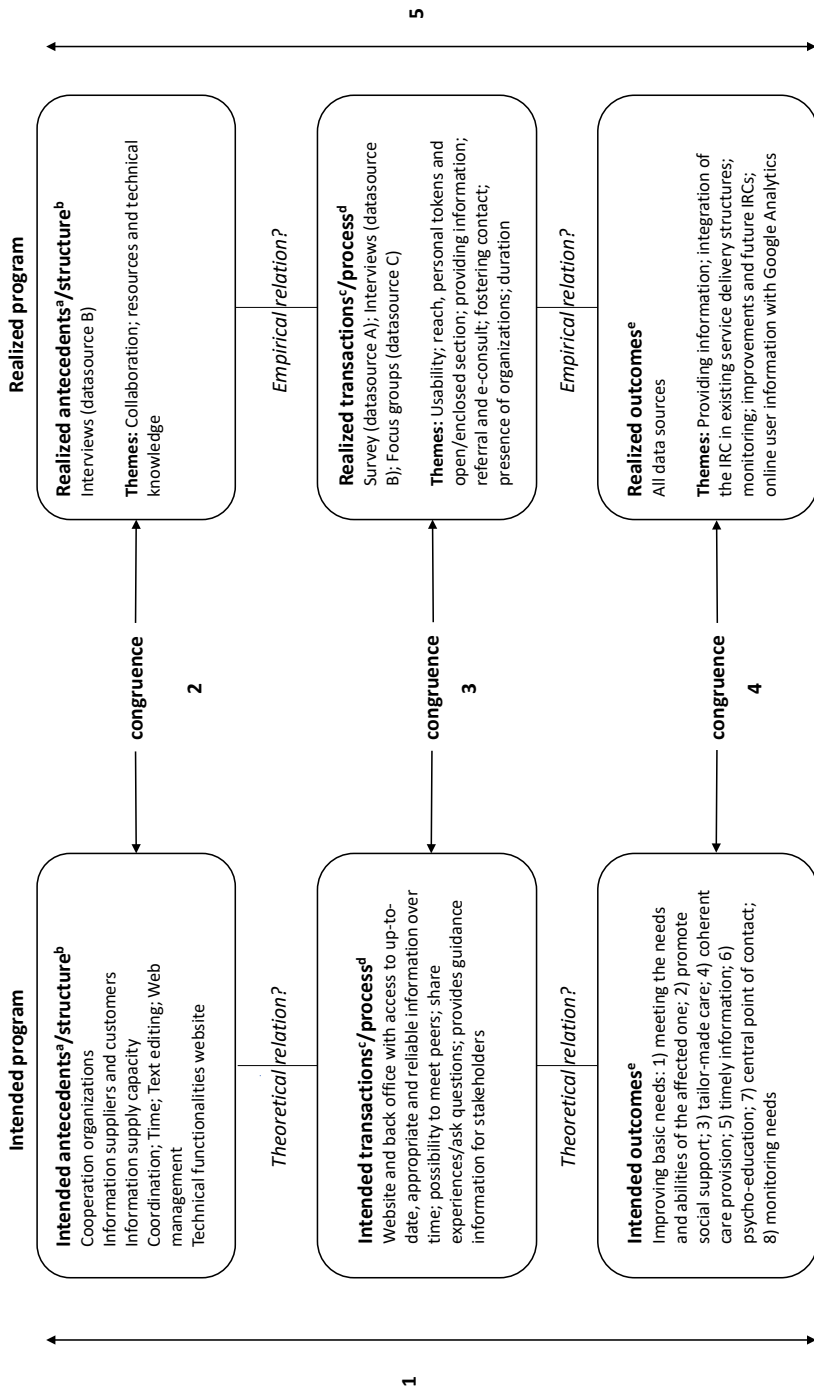 Intended program
Intended antecedentsᵃ/structureᵇ
Cooperation organizations
Information suppliers and customers
Information supply capacity
Coordination; Time; Text editing; Web
management
Technical functionalities website
Theoretical relation?
Intended transactionsᶜ/processᵈ
Website and back office with access to up-to-
date, appropriate and reliable information over
time; possibility to meet peers; share
experiences/ask questions; provides guidance
information for stakeholders
Theoretical relation?
Intended outcomesᵉ
Improving basic needs: 1) meeting the needs
and abilities of the affected one; 2) promote
social support; 3) tailor-made care; 4) coherent
care provision; 5) timely information; 6)
psycho-education; 7) central point of contact;
8) monitoring needs
1
congruence
2
congruence
3
congruence
4
Realized program
Realized antecedentsᵃ/structureᵇ
Interviews (datasource B)
Themes: Collaboration; resources and technical
knowledge
Empirical relation?
Realized transactionsᶜ/processᵈ
Survey (datasource A); Interviews (datasource
B); Focus groups (datasource C)
Themes: Usability; reach, personal tokens and
open/enclosed section; providing information;
referral and e-consult; fostering contact;
presence of organizations; duration
Empirical relation?
Realized outcomesᵉ
All data sources
Themes: Providing information; integration of
the IRC in existing service delivery structures;
monitoring; improvements and future IRCs;
online user information with Google Analytics
5